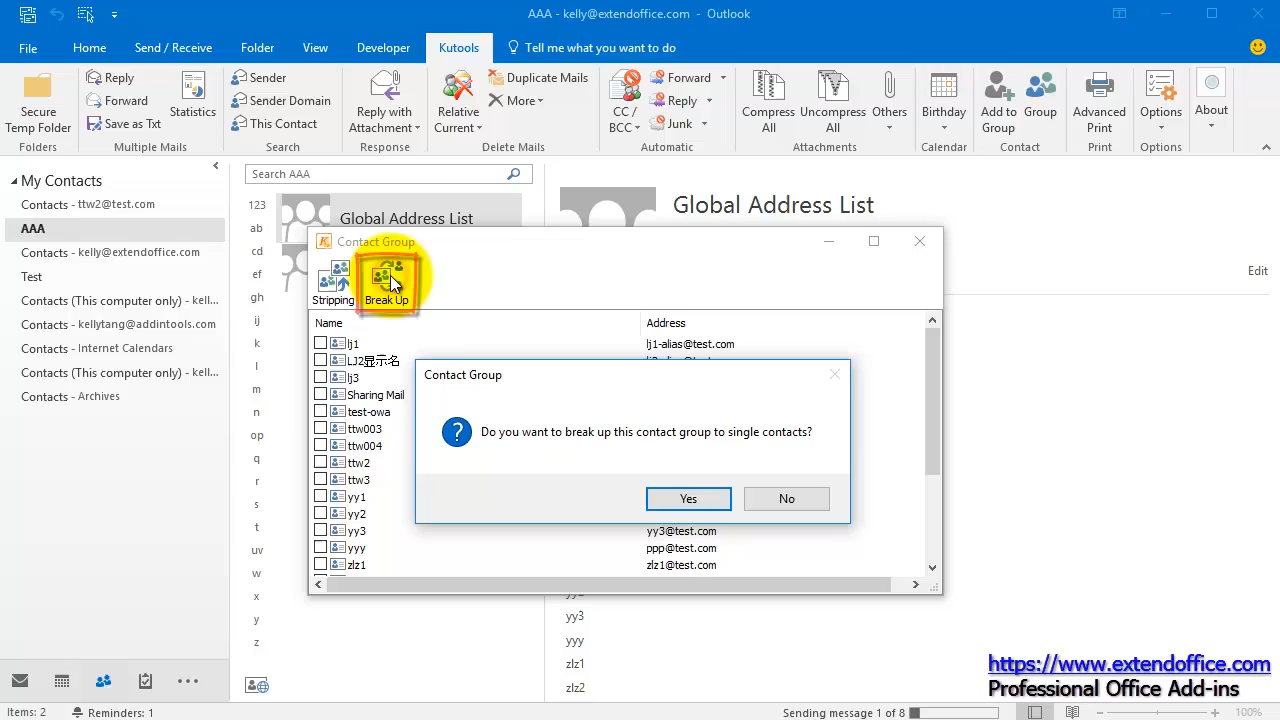 AAA - kelly@extendoffice.com - Outlook
File Home Send / Receive Folder View Developer Kutools Tell me what you want to do
Secure Temp Folder
Folders
Reply
Forward
Save as Txt
Statistics
Multiple Mails
Sender
Sender Domain
This Contact
Search
Reply with Attachment
Response
Relative Current
Duplicate Mails
More
Delete Mails
CC / BCC
Forward
Reply
Junk
Automatic
Compress All
Uncompress All
Others
Attachments
Birthday
Calendar
Add to Group
Group
Contact
Advanced Print
Print
Options
Options
About
My Contacts
Contacts - ttw2@test.com
AAA
Contacts - kelly@extendoffice.com
Test
Contacts (This computer only) - kell...
Contacts - kellytang@addintools.com
Contacts - Internet Calendars
Contacts (This computer only) - kell...
Contacts - Archives
Search AAA
123
ab
cd
ef
gh
ij
k
l
m
n
op
q
r
s
t
uv
w
x
y
z
Global Address List
Global Address List
Edit
Contact Group
Stripping
Break Up
Name Address
lj1 lj1-alias@test.com
LJ2显示名
lj3
Sharing Mail
test-owa
ttw003
ttw004
ttw2
ttw3
yy1
yy2
yy3 yy3@test.com
yyy ppp@test.com
zlz1 zlz1@test.com
Contact Group
Do you want to break up this contact group to single contacts?
Yes No
yy3
yyy
zlz1
zlz2
https://www.extendoffice.com
Professional Office Add-ins
Items: 2 Reminders: 1 Sending message 1 of 8 100%